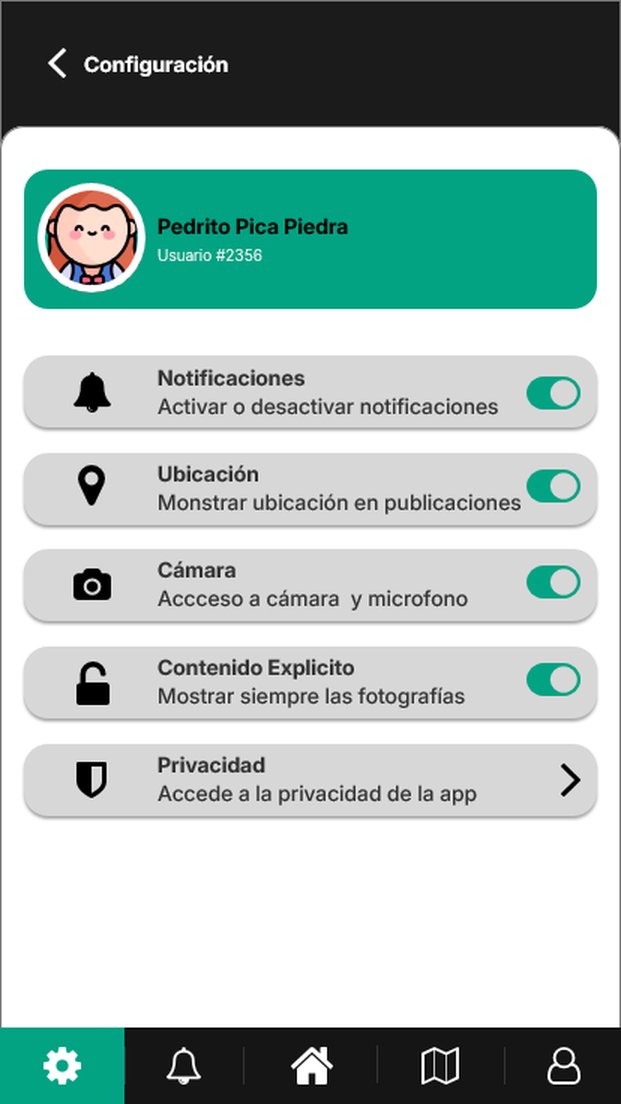 Configuración
Pedrito Pica Piedra
Usuario #2356
Notificaciones
Activar o desactivar notificaciones
Ubicación
Monstrar ubicación en publicaciones
Cámara
Accceso a cámara  y microfono
Contenido Explicito
Mostrar siempre las fotografías
Privacidad
Accede a la privacidad de la app